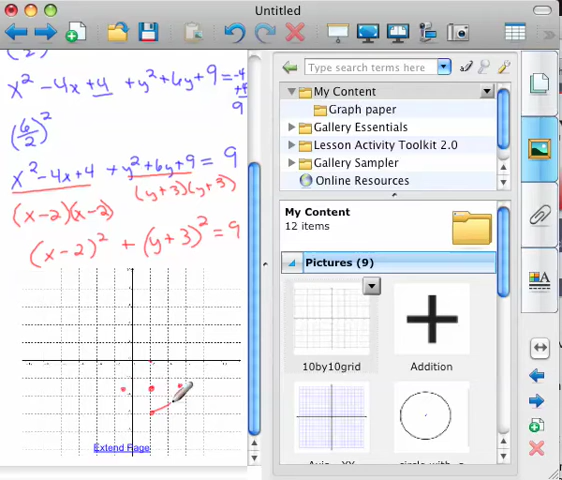 Untitled
(2)
x² - 4x + 4 + y² + 6y + 9 = -4
+4
9
(6/2)²
x² - 4x + 4 + y² + 6y + 9 = 9
(y+3)(y+3)
(x-2)(x-2)
(x-2)² + (y+3)² = 9
Extend Page
Type search terms here
My Content
Graph paper
Gallery Essentials
Lesson Activity Toolkit 2.0
Gallery Sampler
Online Resources
My Content
12 items
Pictures (9)
10by10grid
Addition